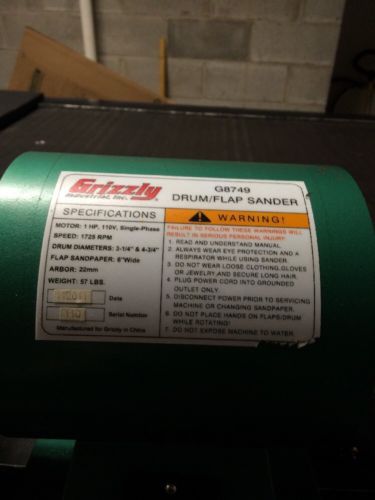 Grizzly
Industrial, Inc.
G8749
DRUM/FLAP SANDER
SPECIFICATIONS
MOTOR: 1 HP, 110V, Single-Phase
SPEED: 1725 RPM
DRUM DIAMETERS: 3-1/4" & 4-3/4"
FLAP SANDPAPER: 6"Wide
ARBOR: 22mm
WEIGHT: 57 LBS.
Date
110
Serial Number
Manufactured for Grizzly in China
WARNING!
FAILURE TO FOLLOW THESE WARNINGS WILL
RESULT IN SERIOUS PERSONAL INJURY:
1. READ AND UNDERSTAND MANUAL.
2. ALWAYS WEAR EYE PROTECTION AND A
RESPIRATOR WHILE USING SANDER.
3. DO NOT WEAR LOOSE CLOTHING,GLOVES
OR JEWELRY,AND SECURE LONG HAIR.
4. PLUG POWER CORD INTO GROUNDED
OUTLET ONLY.
5. DISCONNECT POWER PRIOR TO SERVICING
MACHINE OR CHANGING SANDPAPER.
6. DO NOT PLACE HANDS ON FLAPS/DRUM
WHILE ROTATING!
7. DO NOT EXPOSE MACHINE TO WATER.